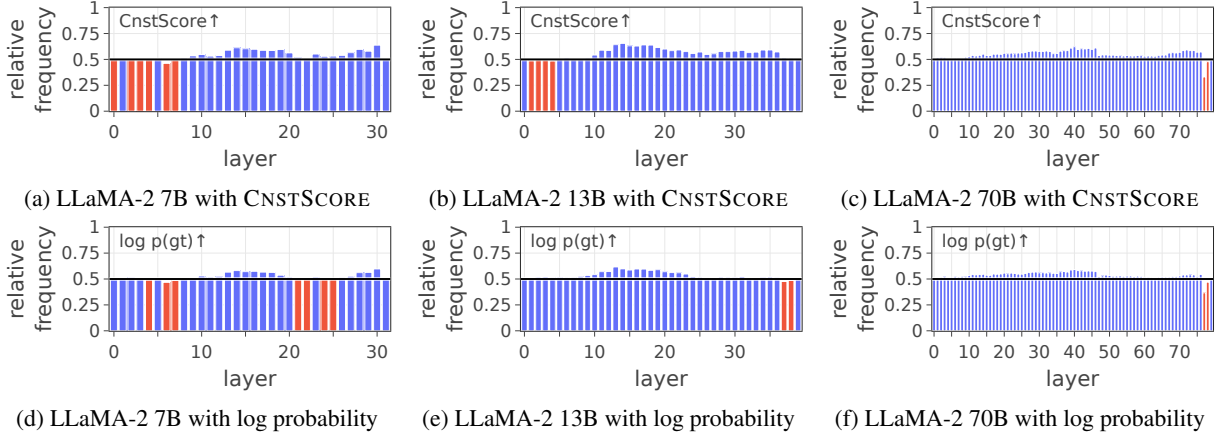 CnstScore↑
relative
frequency
1
0.75
0.5
0.25
0
0 10 20 30
layer
(a) LLaMA-2 7B with CNSTSCORE
CnstScore↑
relative
frequency
1
0.75
0.5
0.25
0
0 10 20 30
layer
(b) LLaMA-2 13B with CNSTSCORE
CnstScore↑
relative
frequency
1
0.75
0.5
0.25
0
0 10 20 30 40 50 60 70
layer
(c) LLaMA-2 70B with CNSTSCORE
log p(gt)↑
relative
frequency
1
0.75
0.5
0.25
0
0 10 20 30
layer
(d) LLaMA-2 7B with log probability
log p(gt)↑
relative
frequency
1
0.75
0.5
0.25
0
0 10 20 30
layer
(e) LLaMA-2 13B with log probability
log p(gt)↑
relative
frequency
1
0.75
0.5
0.25
0
0 10 20 30 40 50 60 70
layer
(f) LLaMA-2 70B with log probability